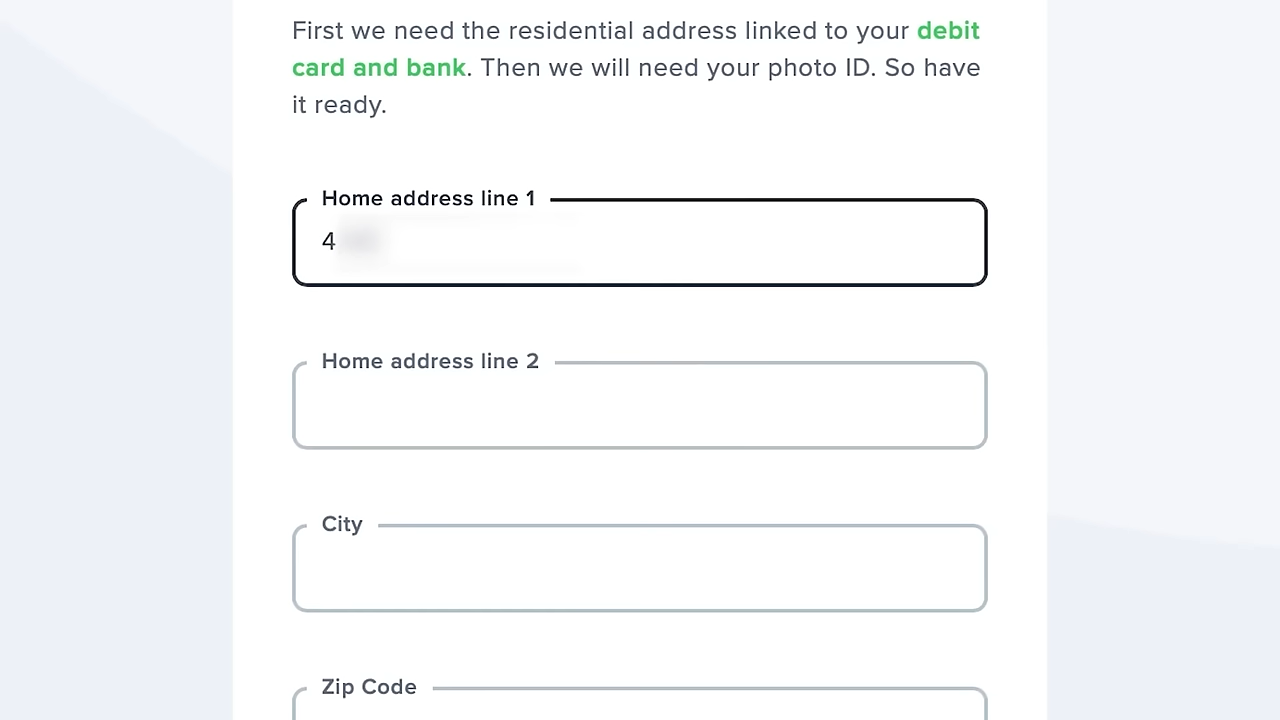 First we need the residential address linked to your debit
card and bank. Then we will need your photo ID. So have
it ready.
Home address line 1
4
Home address line 2
City
Zip Code